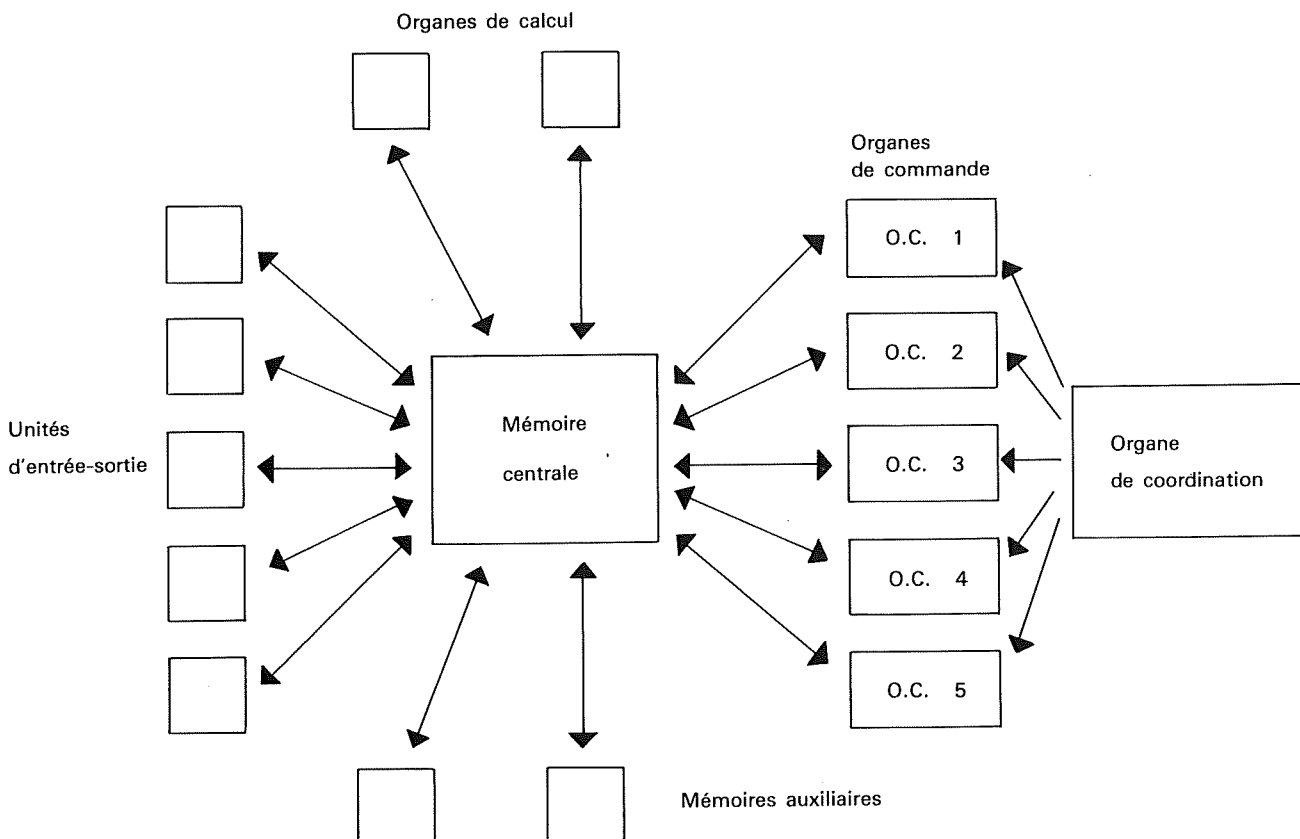 Organes de calcul
Organes
de commande
O.C. 1
O.C. 2
Unités
d'entrée-sortie
Mémoire
centrale
O.C. 3
Organe
de coordination
O.C. 4
O.C. 5
Mémoires auxiliaires